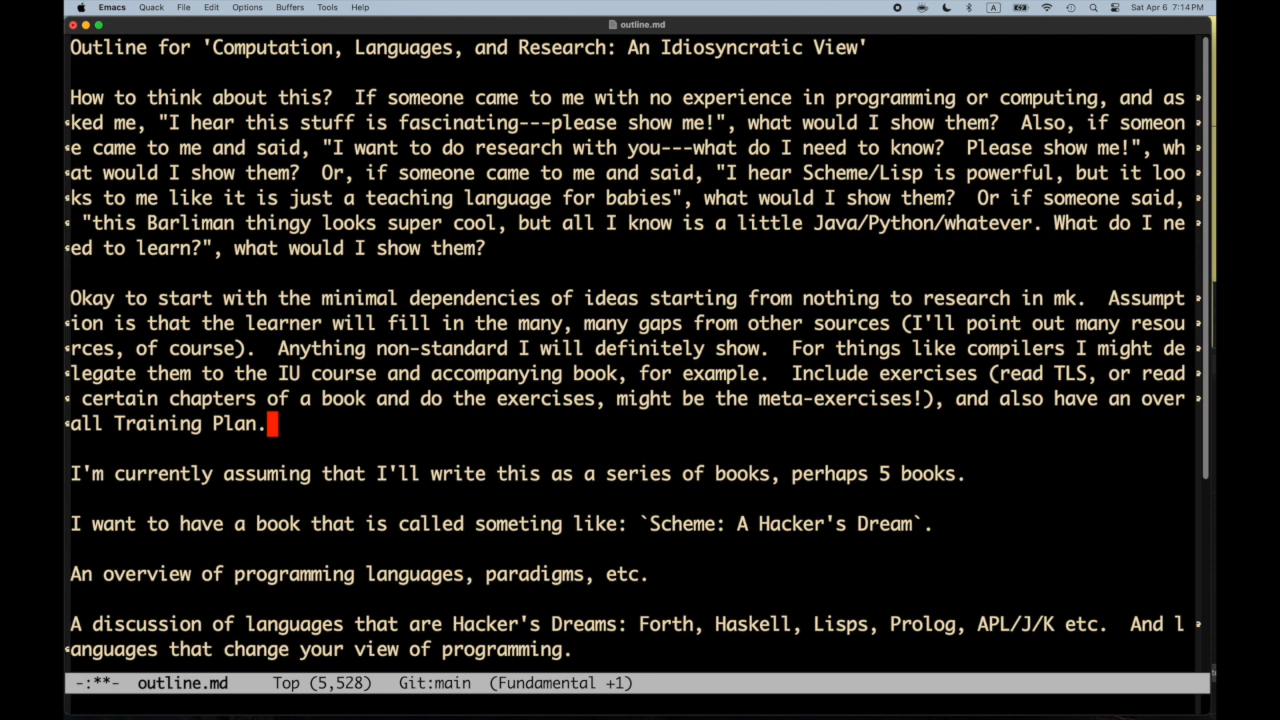 Emacs Quack File Edit Options Buffers Tools Help A Sat Apr 6 7:14 PM
outline.md
Outline for 'Computation, Languages, and Research: An Idiosyncratic View'
How to think about this?  If someone came to me with no experience in programming or computing, and as
ked me, "I hear this stuff is fascinating---please show me!", what would I show them?  Also, if someon
e came to me and said, "I want to do research with you---what do I need to know?  Please show me!", wh
at would I show them?  Or, if someone came to me and said, "I hear Scheme/Lisp is powerful, but it loo
ks to me like it is just a teaching language for babies", what would I show them?  Or if someone said,
"this Barliman thingy looks super cool, but all I know is a little Java/Python/whatever. What do I ne
ed to learn?", what would I show them?
Okay to start with the minimal dependencies of ideas starting from nothing to research in mk.  Assumpt
ion is that the learner will fill in the many, many gaps from other sources (I'll point out many resou
rces, of course).  Anything non-standard I will definitely show.  For things like compilers I might de
legate them to the IU course and accompanying book, for example.  Include exercises (read TLS, or read
certain chapters of a book and do the exercises, might be the meta-exercises!), and also have an over
all Training Plan.
I'm currently assuming that I'll write this as a series of books, perhaps 5 books.
I want to have a book that is called someting like: `Scheme: A Hacker's Dream`.
An overview of programming languages, paradigms, etc.
A discussion of languages that are Hacker's Dreams: Forth, Haskell, Lisps, Prolog, APL/J/K etc.  And l
anguages that change your view of programming.
-:**-  outline.md    Top (5,528)   Git:main  (Fundamental +1)